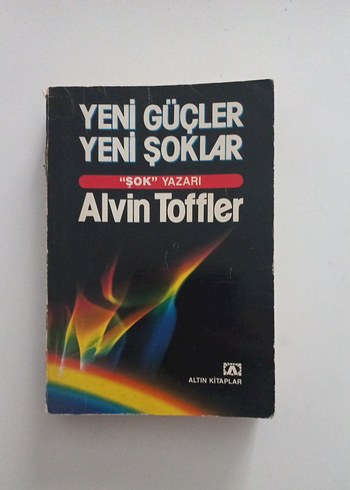 YENİ GÜÇLER
YENİ ŞOKLAR
“ŞOK” YAZARI
Alvin Toffler
ALTIN KİTAPLAR